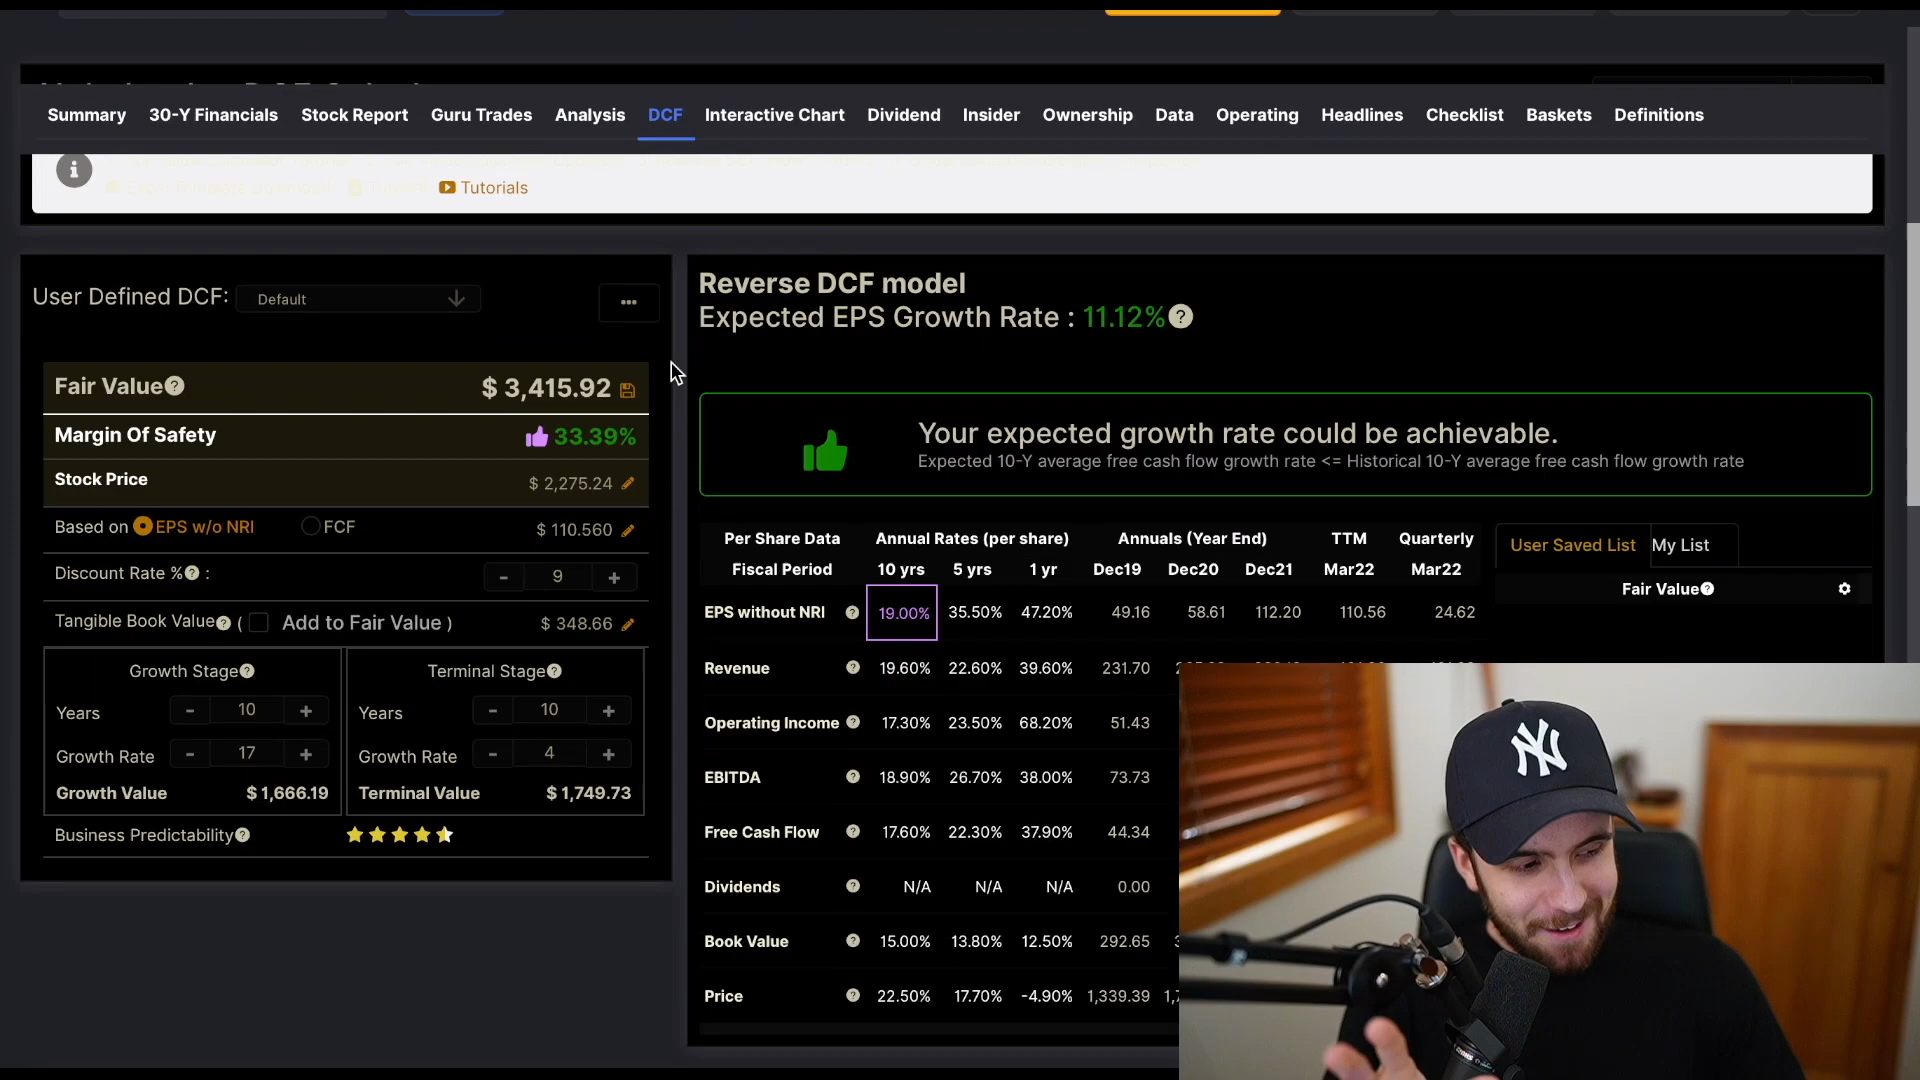 Summary 30-Y Financials Stock Report Guru Trades Analysis DCF Interactive Chart Dividend Insider Ownership Data Operating Headlines Checklist Baskets Definitions
Tutorials
User Defined DCF: Default
...
Fair Value $ 3,415.92
Margin Of Safety 33.39%
Stock Price $ 2,275.24
Based on EPS w/o NRI FCF $ 110.560
Discount Rate % : - 9 +
Tangible Book Value ( Add to Fair Value ) $ 348.66
Growth Stage Terminal Stage
Years - 10 + Years - 10 +
Growth Rate - 17 + Growth Rate - 4 +
Growth Value $ 1,666.19 Terminal Value $ 1,749.73
Business Predictability
Reverse DCF model
Expected EPS Growth Rate : 11.12%
Your expected growth rate could be achievable.
Expected 10-Y average free cash flow growth rate <= Historical 10-Y average free cash flow growth rate
Per Share Data Annual Rates (per share) Annuals (Year End) TTM Quarterly
Fiscal Period 10 yrs 5 yrs 1 yr Dec19 Dec20 Dec21 Mar22 Mar22
EPS without NRI 19.00% 35.50% 47.20% 49.16 58.61 112.20 110.56 24.62
Revenue 19.60% 22.60% 39.60% 231.70
Operating Income 17.30% 23.50% 68.20% 51.43
EBITDA 18.90% 26.70% 38.00% 73.73
Free Cash Flow 17.60% 22.30% 37.90% 44.34
Dividends N/A N/A N/A 0.00
Book Value 15.00% 13.80% 12.50% 292.65
Price 22.50% 17.70% -4.90% 1,339.39
User Saved List My List
Fair Value
NY